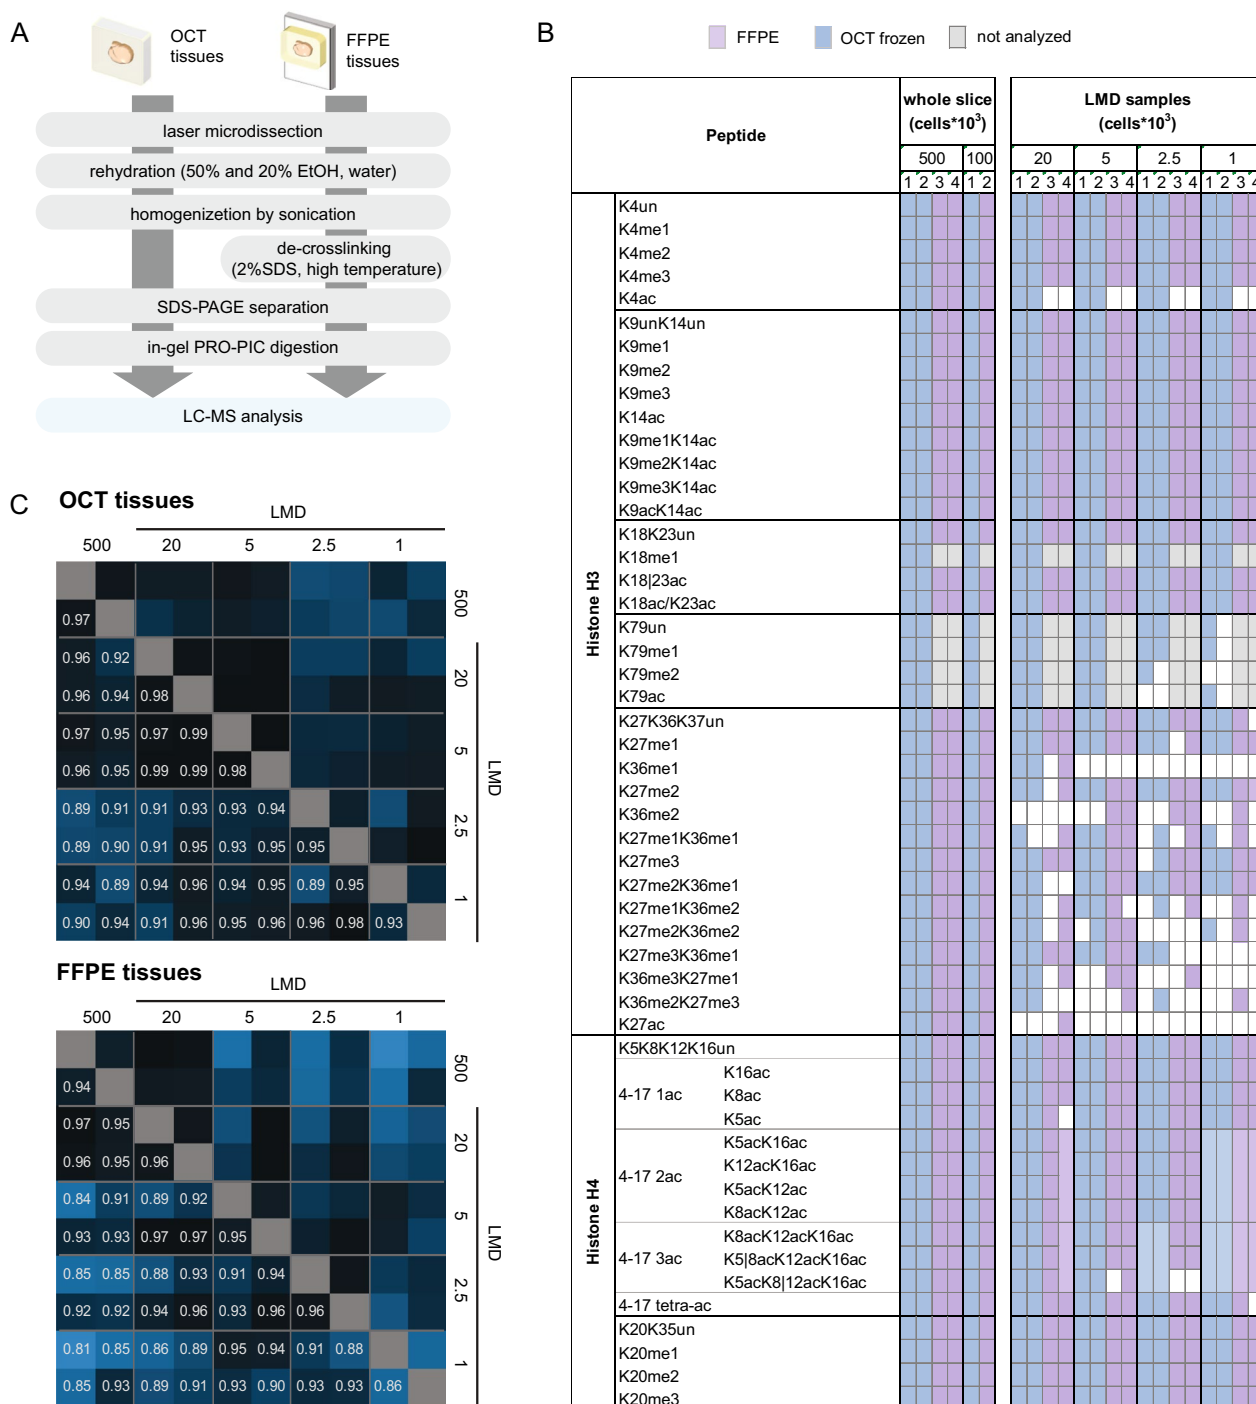 A
OCT
tissues
FFPE
tissues
laser microdissection
rehydration (50% and 20% EtOH, water)
homogenizetion by sonication
de-crosslinking
(2%SDS, high temperature)
SDS-PAGE separation
in-gel PRO-PIC digestion
LC-MS analysis
B
FFPE
OCT frozen
not analyzed
Peptide
whole slice
(cells*10³)
LMD samples
(cells*10³)
500 100 20 5 2.5 1
1 2 3 4 1 2 1 2 3 4 1 2 3 4 1 2 3 4 1 2 3 4
Histone H3
K4un
K4me1
K4me2
K4me3
K4ac
K9unK14un
K9me1
K9me2
K9me3
K14ac
K9me1K14ac
K9me2K14ac
K9me3K14ac
K9acK14ac
K18K23un
K18me1
K18|23ac
K18ac/K23ac
K79un
K79me1
K79me2
K79ac
K27K36K37un
K27me1
K36me1
K27me2
K36me2
K27me1K36me1
K27me3
K27me2K36me1
K27me1K36me2
K27me2K36me2
K27me3K36me1
K36me3K27me1
K36me2K27me3
K27ac
Histone H4
K5K8K12K16un
4-17 1ac
K16ac
K8ac
K5ac
4-17 2ac
K5acK16ac
K12acK16ac
K5acK12ac
K8acK12ac
4-17 3ac
K8acK12acK16ac
K5|8acK12acK16ac
K5acK8|12acK16ac
4-17 tetra-ac
K20K35un
K20me1
K20me2
K20me3
C
OCT tissues
LMD
500 20 5 2.5 1
500
0.97
0.96 0.92
20
0.96 0.94 0.98
0.97 0.95 0.97 0.99
5
0.96 0.95 0.99 0.99 0.98
LMD
0.89 0.91 0.91 0.93 0.93 0.94
2.5
0.89 0.90 0.91 0.95 0.93 0.95 0.95
0.94 0.89 0.94 0.96 0.94 0.95 0.89 0.95
1
0.90 0.94 0.91 0.96 0.95 0.96 0.96 0.98 0.93
FFPE tissues
LMD
500 20 5 2.5 1
500
0.94
0.97 0.95
20
0.96 0.95 0.96
0.84 0.91 0.89 0.92
5
0.93 0.93 0.97 0.97 0.95
LMD
0.85 0.85 0.88 0.93 0.91 0.94
2.5
0.92 0.92 0.94 0.96 0.93 0.96 0.96
0.81 0.85 0.86 0.89 0.95 0.94 0.91 0.88
1
0.85 0.93 0.89 0.91 0.93 0.90 0.93 0.93 0.86